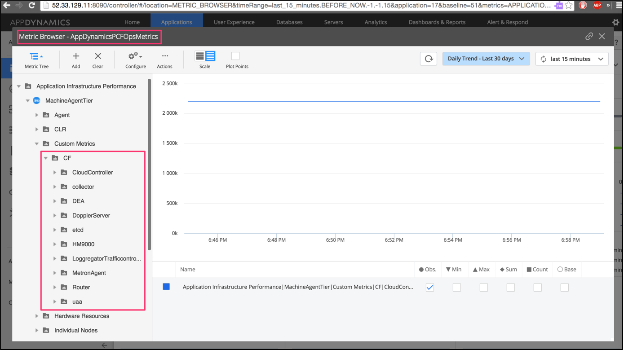 52.33.129.11:8090/controller/#/location=METRIC_BROWSER&timeRange=last_15_minutes.BEFORE_NOW.-1.-1.15&application=17&baseline=51&metrics=APPLICATION...
APPDYNAMICS Home Applications User Experience Databases Servers Analytics Dashboards & Reports Alert & Respond
Metric Browser - AppDynamicsPCFOpsMetrics
Metric Tree Add Clear Configure Actions Scale Plot Points Daily Trend - Last 30 days last 15 minutes
Application Infrastructure Performance
MachineAgentTier
Agent
CLR
Custom Metrics
CF
CloudController
collector
DEA
DopplerServer
etcd
HM9000
LoggregatorTrafficcontro...
MetronAgent
Router
uaa
Hardware Resources
Individual Nodes
2 500k
2 000k
1 500k
1 000k
500k
0k
6:46 PM 6:48 PM 6:50 PM 6:52 PM 6:54 PM 6:56 PM 6:58 PM
Name Obs. Min Max Sum Count Base
Application Infrastructure Performance|MachineAgentTier|Custom Metrics|CF|CloudCon...